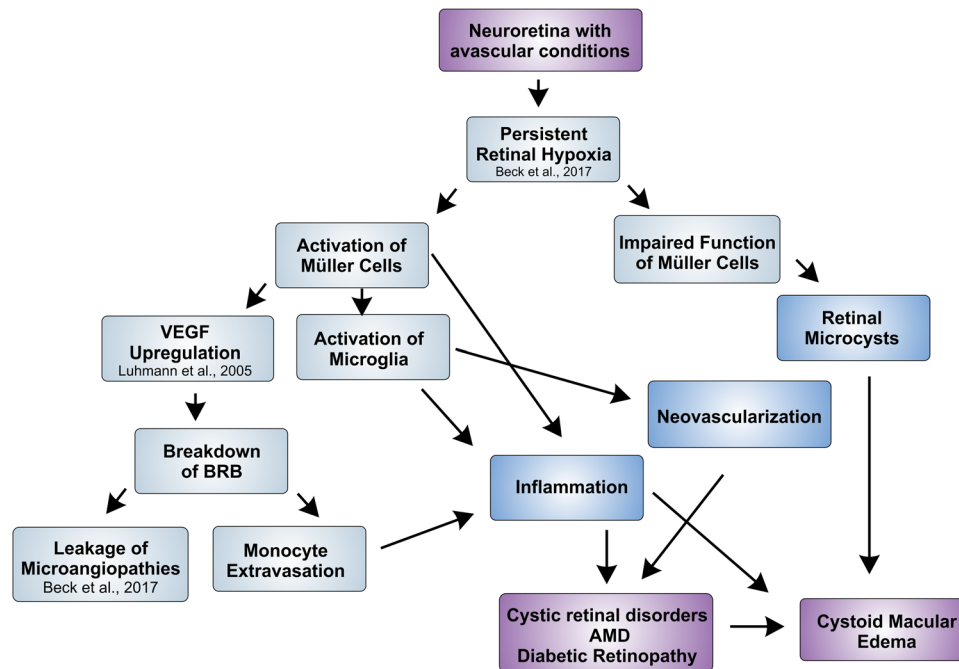 Neuroretina with
avascular conditions
Persistent
Retinal Hypoxia
Beck et al., 2017
Activation of
Müller Cells
Impaired Function
of Müller Cells
VEGF
Upregulation
Luhmann et al., 2005
Activation of
Microglia
Retinal
Microcysts
Neovascularization
Breakdown
of BRB
Inflammation
Leakage of
Microangiopathies
Beck et al., 2017
Monocyte
Extravasation
Cystic retinal disorders
AMD
Diabetic Retinopathy
Cystoid Macular
Edema